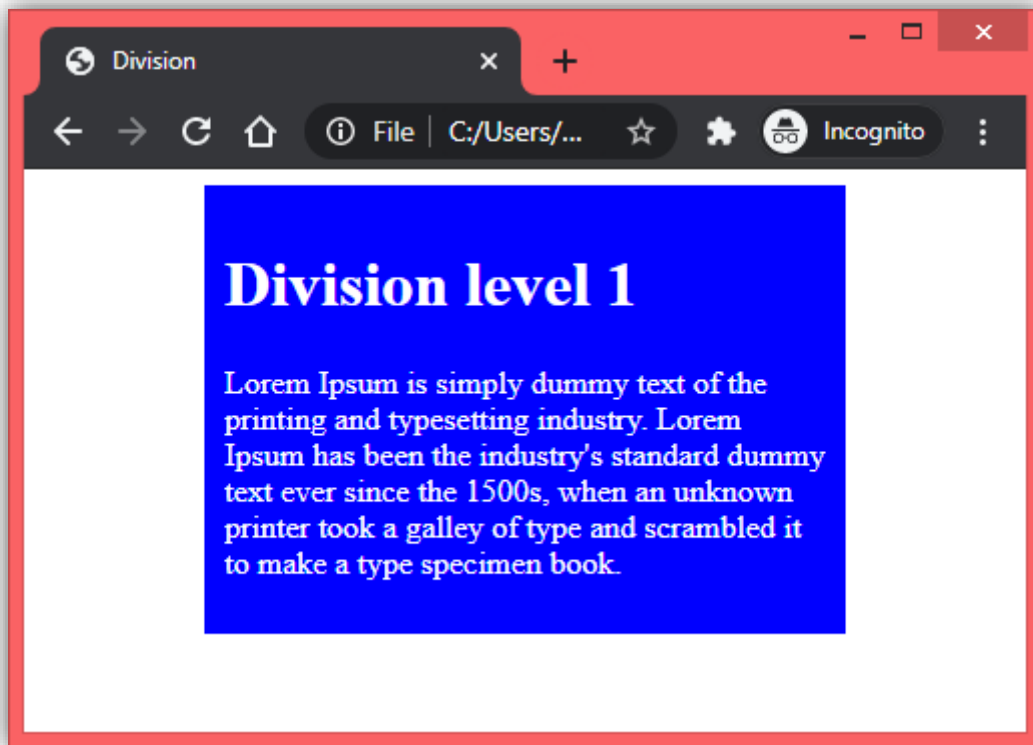 Division
File C:/Users/... Incognito
Division level 1
Lorem Ipsum is simply dummy text of the
printing and typesetting industry. Lorem
Ipsum has been the industry's standard dummy
text ever since the 1500s, when an unknown
printer took a galley of type and scrambled it
to make a type specimen book.